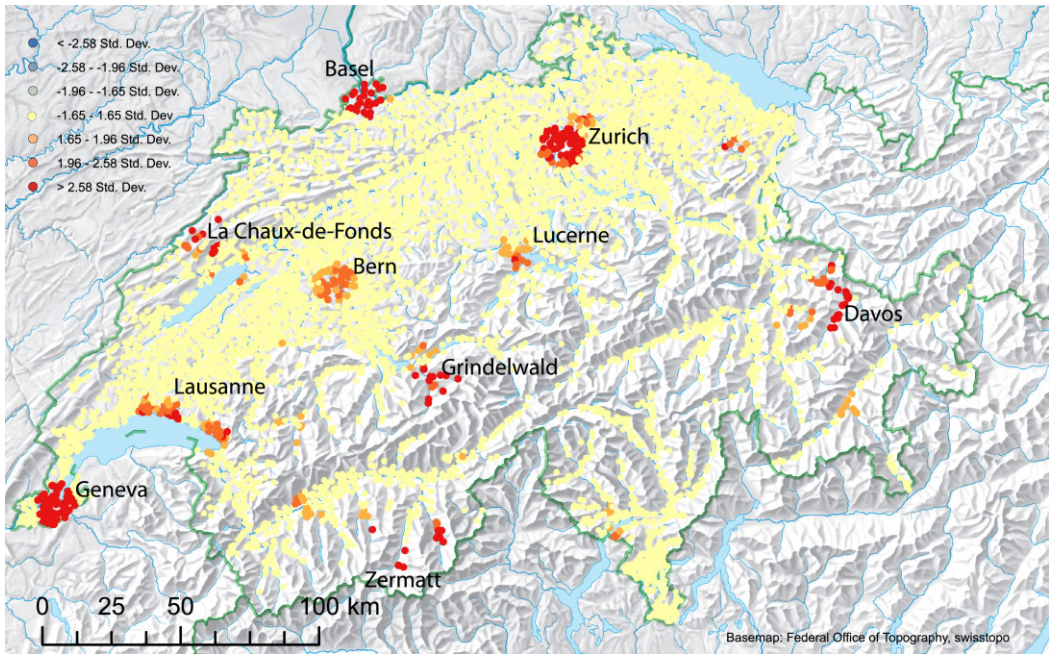 < -2.58 Std. Dev.
-2.58 - -1.96 Std. Dev.
-1.96 - -1.65 Std. Dev.
-1.65 - 1.65 Std. Dev
1.65 - 1.96 Std. Dev.
1.96 - 2.58 Std. Dev.
> 2.58 Std. Dev.
Basel
Zurich
La Chaux-de-Fonds
Lucerne
Bern
Davos
Grindelwald
Lausanne
Geneva
Zermatt
0 25 50 100 km
Basemap: Federal Office of Topography, swisstopo